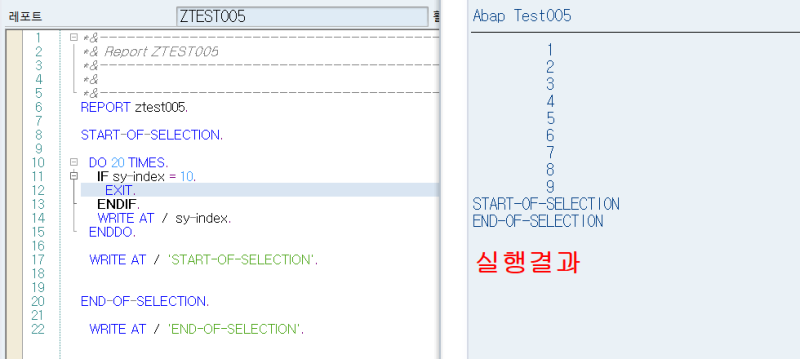 레포트 ZTEST005
1 *&---------------------------------------------
2 *& Report ZTEST005
3 *&---------------------------------------------
4 *&
5 *&---------------------------------------------
6 REPORT ztest005.
7
8 START-OF-SELECTION.
9
10 DO 20 TIMES.
11 IF sy-index = 10.
12 EXIT.
13 ENDIF.
14 WRITE AT / sy-index.
15 ENDDO.
16
17 WRITE AT / 'START-OF-SELECTION'.
18
19
20 END-OF-SELECTION.
21
22 WRITE AT / 'END-OF-SELECTION'.
Abap Test005
1
2
3
4
5
6
7
8
9
START-OF-SELECTION
END-OF-SELECTION
실행결과